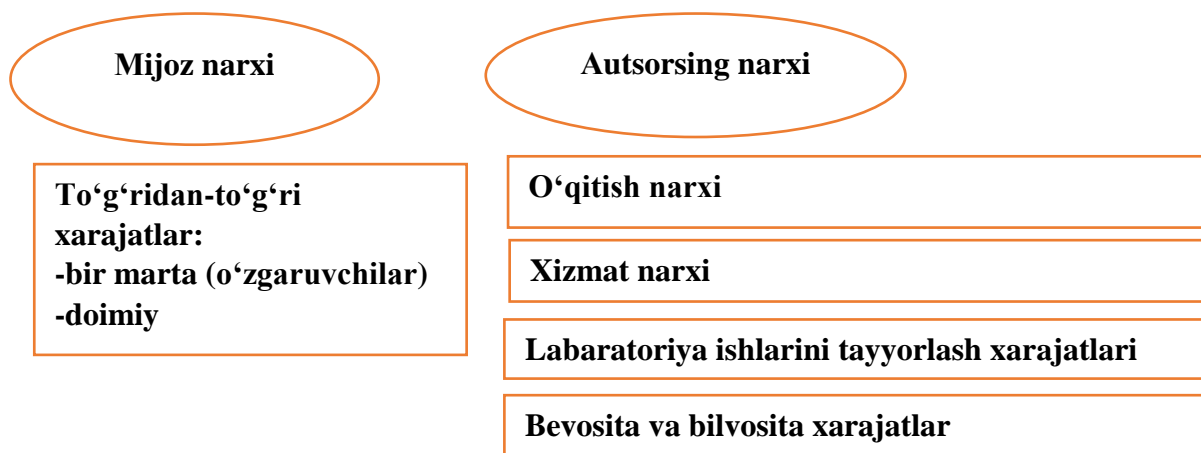 Mijoz narxi
Autsorsing narxi
To‘g‘ridan-to‘g‘ri
xarajatlar:
-bir marta (o‘zgaruvchilar)
-doimiy
O‘qitish narxi
Xizmat narxi
Labaratoriya ishlarini tayyorlash xarajatlari
Bevosita va bilvosita xarajatlar